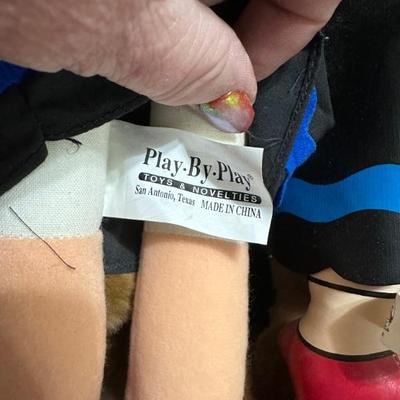 Play·By·Play®
TOYS & NOVELTIES
San Antonio, Texas MADE IN CHINA